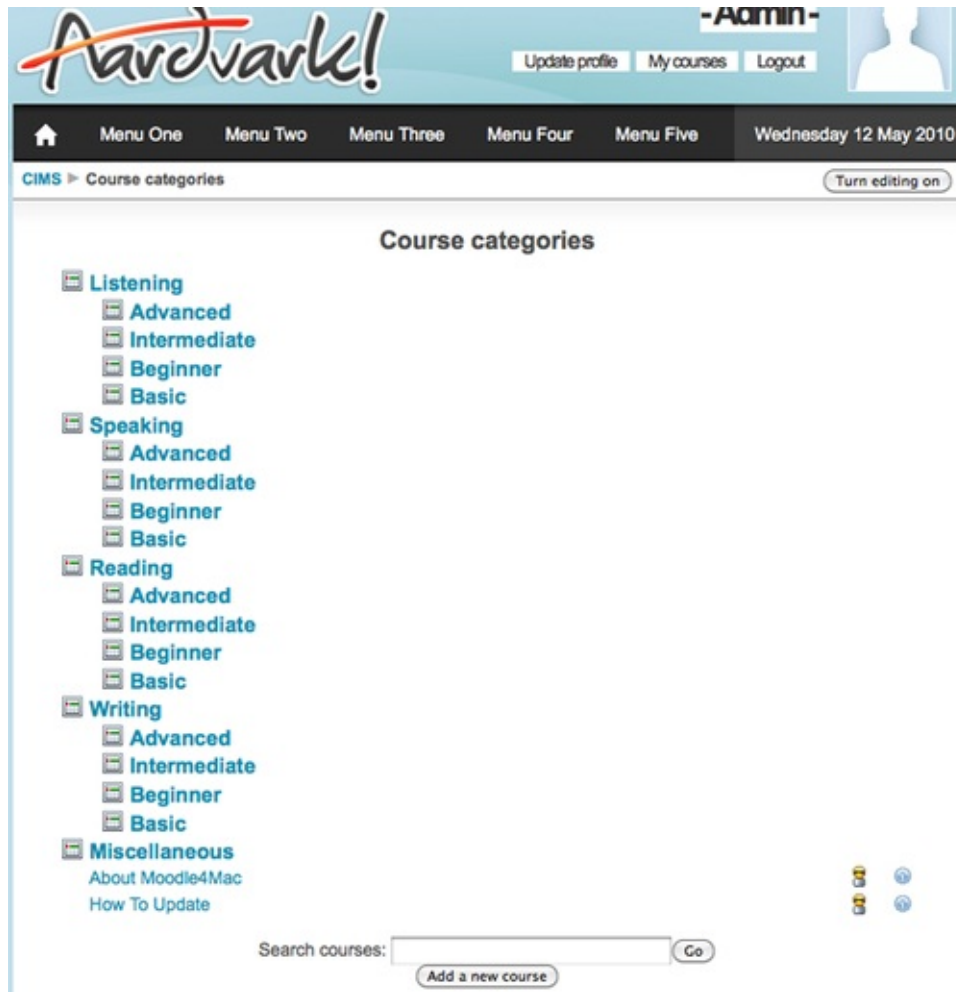 Aardvark!
- Admin -
Update profile My courses Logout
Menu One Menu Two Menu Three Menu Four Menu Five Wednesday 12 May 2010
CIMS ► Course categories Turn editing on
Course categories
Listening
Advanced
Intermediate
Beginner
Basic
Speaking
Advanced
Intermediate
Beginner
Basic
Reading
Advanced
Intermediate
Beginner
Basic
Writing
Advanced
Intermediate
Beginner
Basic
Miscellaneous
About Moodle4Mac
How To Update
Search courses: Go
Add a new course